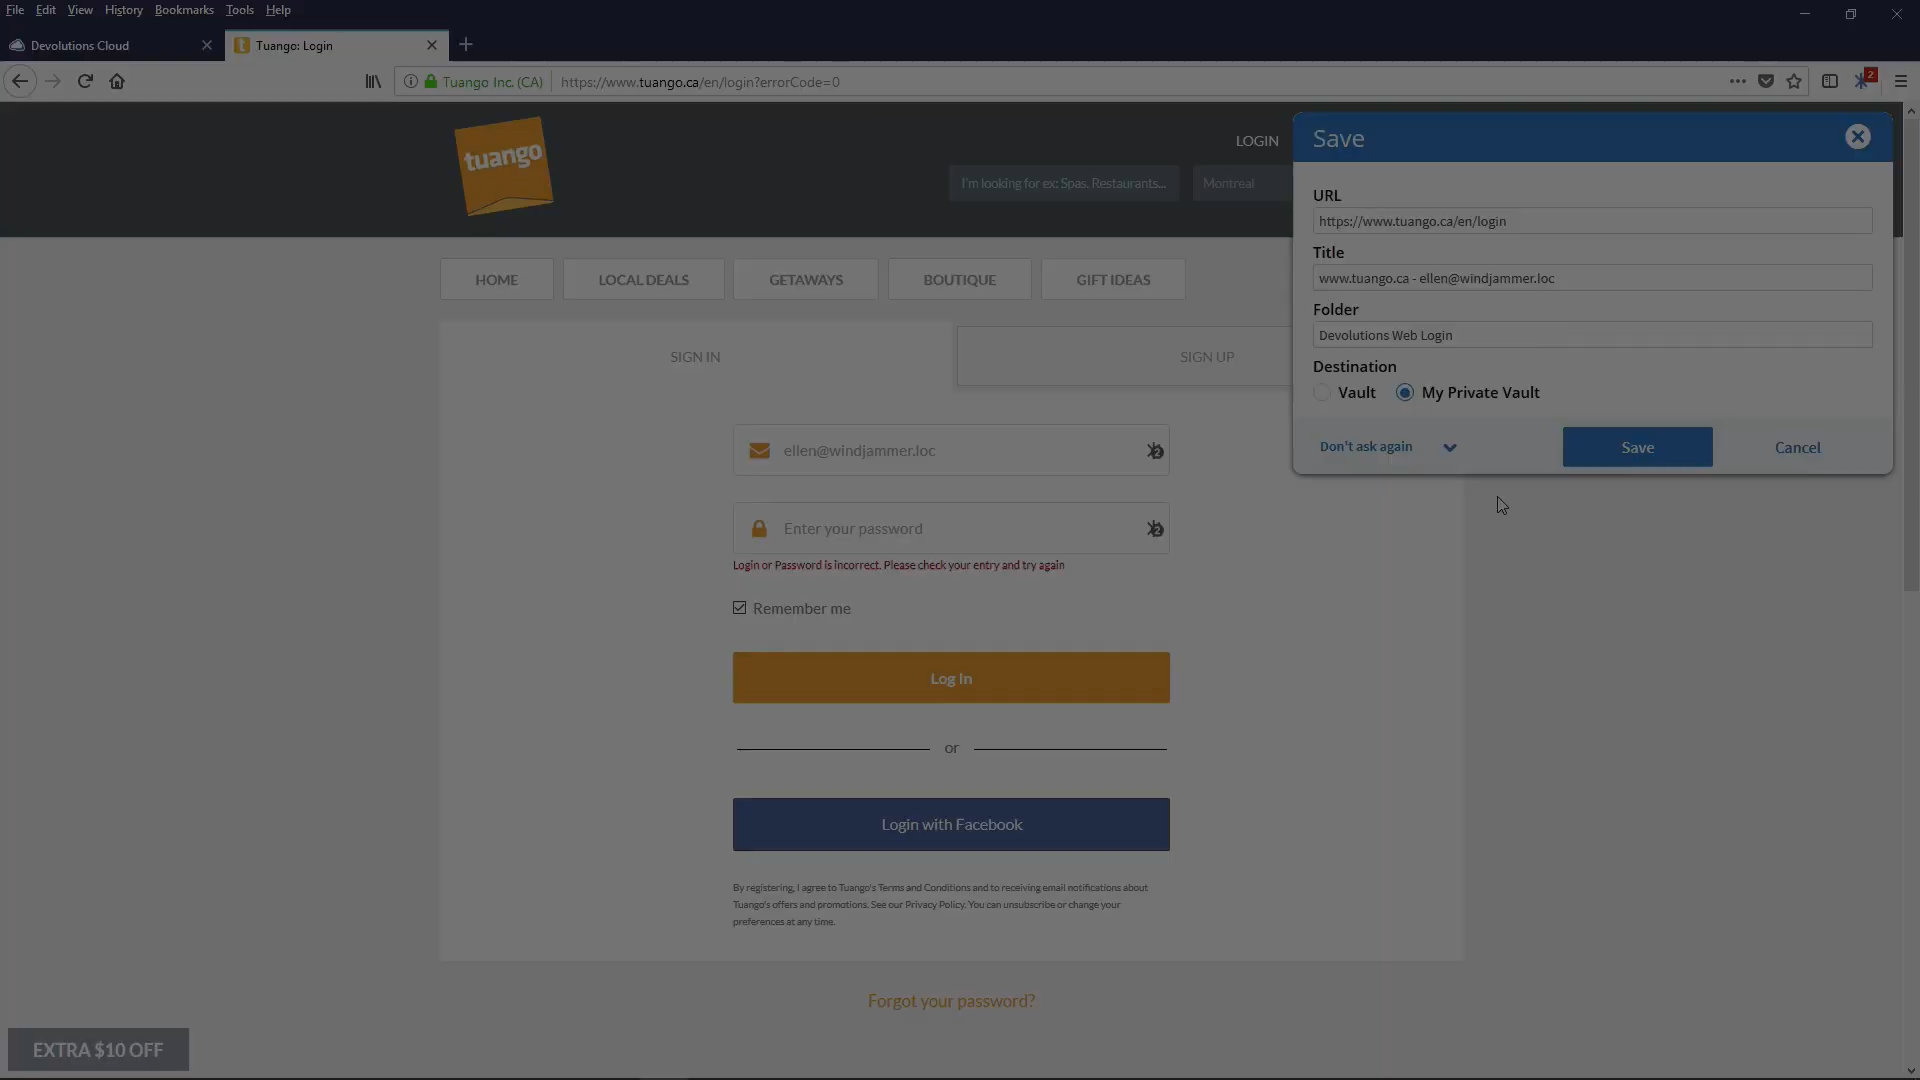 File Edit View History Bookmarks Tools Help
Devolutions Cloud
Tuango: Login
Tuango Inc. (CA) https://www.tuango.ca/en/login?errorCode=0
2
tuango
LOGIN
I'm looking for ex: Spas, Restaurants...
Montreal
HOME
LOCAL DEALS
GETAWAYS
BOUTIQUE
GIFT IDEAS
SIGN IN
SIGN UP
ellen@windjammer.loc
2
Enter your password
2
Login or Password is incorrect. Please check your entry and try again
Remember me
Log In
or
Login with Facebook
By registering, I agree to Tuango's Terms and Conditions and to receiving email notifications about
Tuango's offers and promotions. See our Privacy Policy. You can unsubscribe or change your
preferences at any time.
Forgot your password?
EXTRA $10 OFF
Save
URL
https://www.tuango.ca/en/login
Title
www.tuango.ca - ellen@windjammer.loc
Folder
Devolutions Web Login
Destination
Vault
My Private Vault
Don't ask again
Save
Cancel